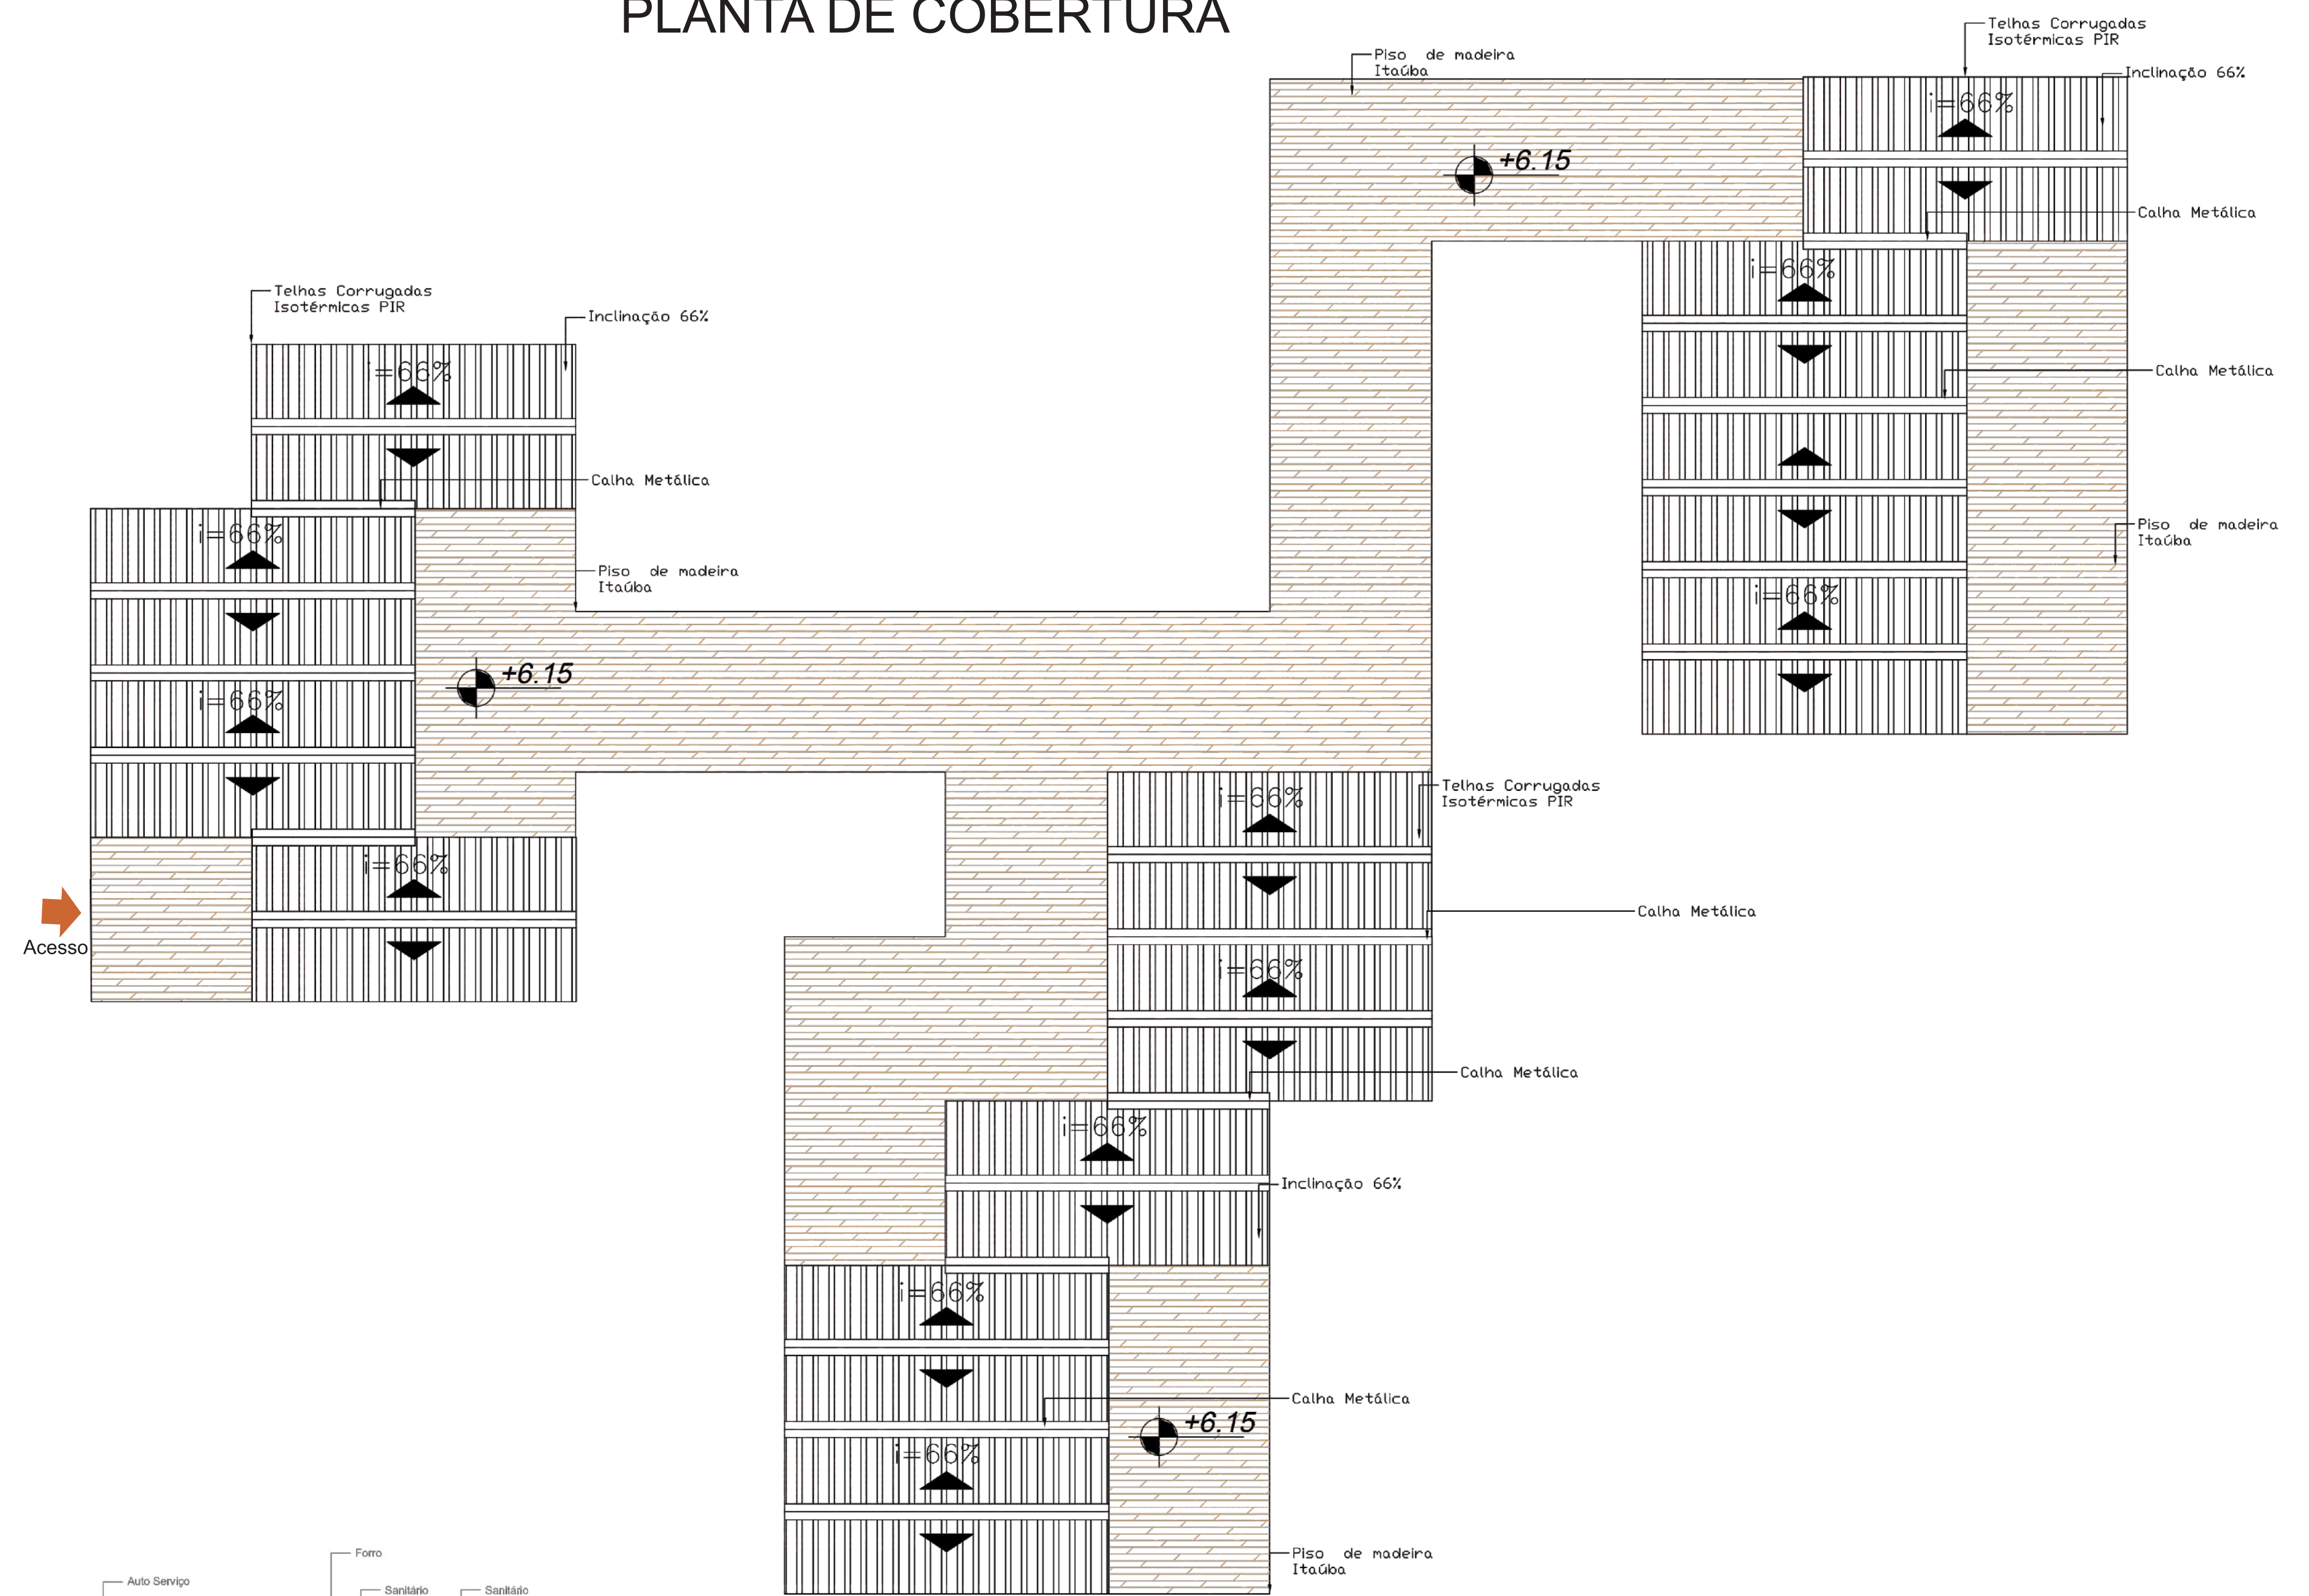 PLANTA DE COBERTURA
Telhas Corrugadas
Isotérmicas PIR
Piso de madeira
Itaúba
Inclinação 66%
i=66%
+6.15
Calha Metálica
i=66%
Telhas Corrugadas
Isotérmicas PIR
Inclinação 66%
i=66%
Calha Metálica
Calha Metálica
i=66%
Piso de madeira
Itaúba
Piso de madeira
Itaúba
i=66%
+6.15
i=66%
Telhas Corrugadas
Isotérmicas PIR
i=66%
i=66%
Calha Metálica
Acesso
i=66%
Calha Metálica
i=66%
Inclinação 66%
i=66%
Calha Metálica
+6.15
i=66%
Piso de madeira
Itaúba
Forro
Auto Serviço
Sanitário
Sanitário